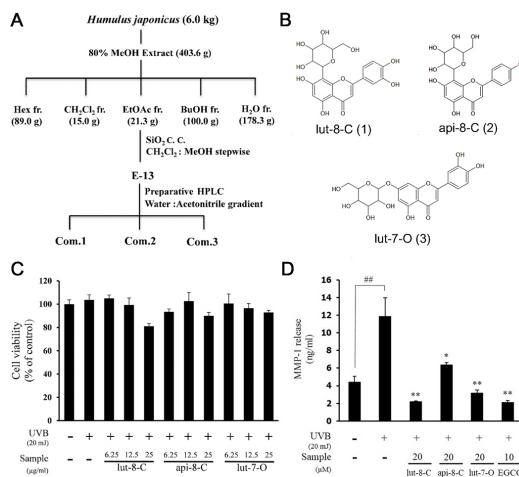 A
Humulus japonicus (6.0 kg)
80% MeOH Extract (403.6 g)
Hex fr. CH2Cl2 fr. EtOAc fr. BuOH fr. H2O fr.
(89.0 g) (15.0 g) (21.3 g) (100.0 g) (178.3 g)
SiO2 C. C.
CH2Cl2 : MeOH stepwise
E-13
Preparative HPLC
Water :Acetonitrile gradient
Com.1 Com.2 Com.3
B
lut-8-C (1)
api-8-C (2)
lut-7-O (3)
C
Cell viability
(% of control)
120
100
80
60
40
20
0
UVB
(20 mJ)
- + + + + + + + + + +
Sample
(μg/ml)
- - 6.25 12.5 25 6.25 12.5 25 6.25 12.5 25
lut-8-C api-8-C lut-7-O
D
MMP-1 release
(ng/ml)
16
14
12
10
8
6
4
2
0
##
** * ** **
UVB
(20 mJ)
- + + + + +
Sample
(μM)
- - 20 20 20 10
lut-8-C api-8-C lut-7-O EGCG